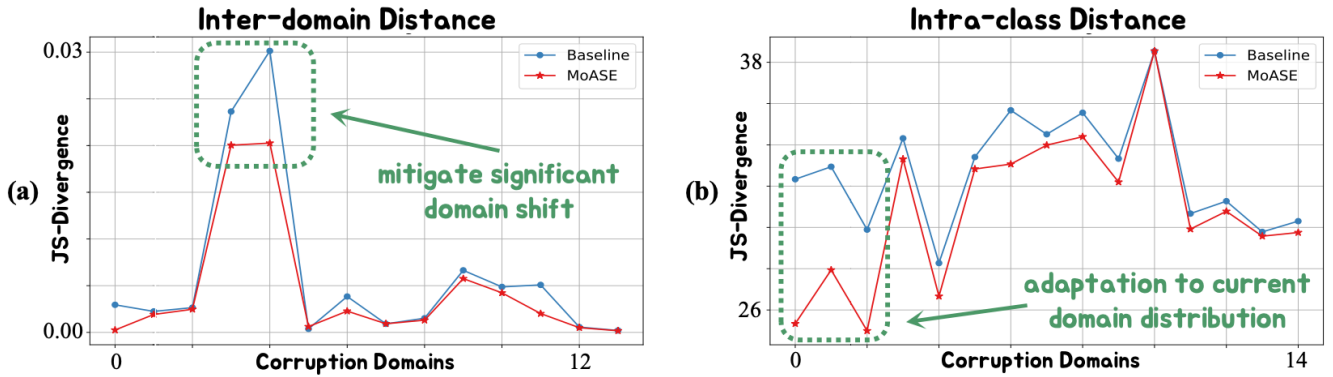 Inter-domain Distance
(a)
JS-Divergence
0.03
0.00
Baseline
MoASE
mitigate significant
domain shift
0
Corruption Domains
12
Intra-class Distance
(b)
JS-Divergence
38
26
Baseline
MoASE
adaptation to current
domain distribution
0
Corruption Domains
14